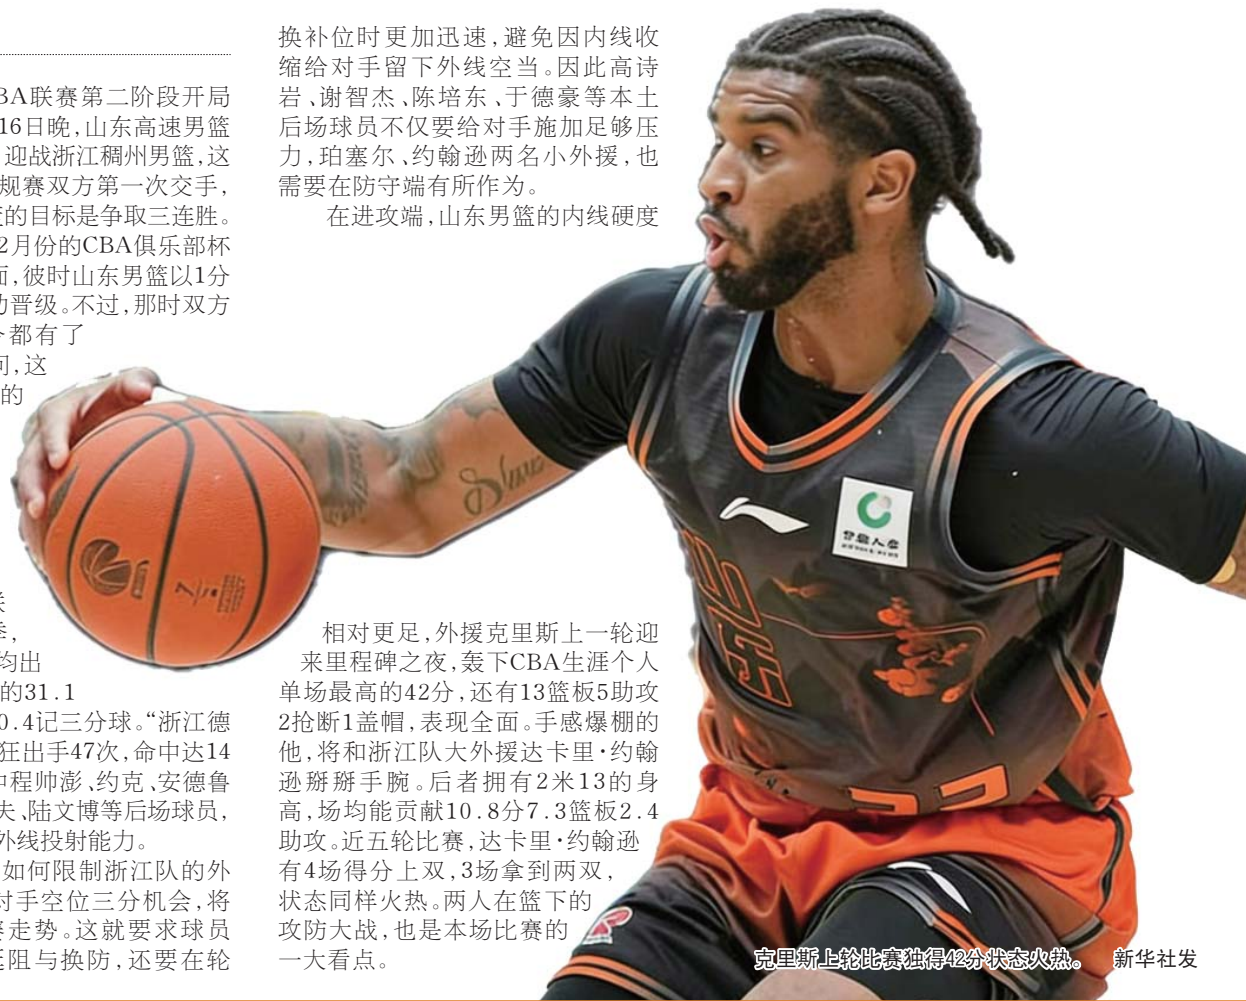 BA联赛第二阶段开局
16日晚,山东高速男篮
迎战浙江稠州男篮,这
规赛双方第一次交手,
的目标是争取三连胜。
2月份的CBA俱乐部杯
面,彼时山东男篮以1分
功晋级。不过,那时双方
都有了
何,这
的
季,
均出
的31.1
0.4记三分球。“浙江德
狂出手47次,命中达14
中程帅澎、约克、安德鲁
夫、陆文博等后场球员,
外线投射能力。
如何限制浙江队的外
对手空位三分机会,将
赛走势。这就要求球员
延阻与换防,还要在轮
换补位时更加迅速,避免因内线收
缩给对手留下外线空当。因此高诗
岩、谢智杰、陈培东、于德豪等本土
后场球员不仅要给对手施加足够压
力,珀塞尔、约翰逊两名小外援,也
需要在防守端有所作为。
在进攻端,山东男篮的内线硬度
相对更足,外援克里斯上一轮迎
来里程碑之夜,轰下CBA生涯个人
单场最高的42分,还有13篮板5助攻
2抢断1盖帽,表现全面。手感爆棚的
他,将和浙江队大外援达卡里·约翰
逊掰掰手腕。后者拥有2米13的身
高,场均能贡献10.8分7.3篮板2.4
助攻。近五轮比赛,达卡里·约翰逊
有4场得分上双,3场拿到两双,
状态同样火热。两人在篮下的
攻防大战,也是本场比赛的
一大看点。
山东
克里斯上轮比赛独得42分状态火热。 新华社发